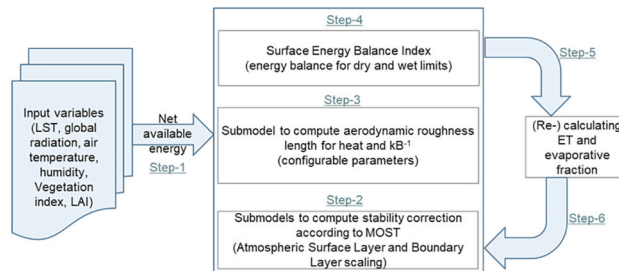 Input variables
(LST, global
radiation, air
temperature,
humidity,
Vegetation
index, LAI)
Net
available
energy
Step-1
Step-4
Surface Energy Balance Index
(energy balance for dry and wet limits)
Step-3
Submodel to compute aerodynamic roughness
length for heat and kB⁻¹
(configurable parameters)
Step-2
Submodels to compute stability correction
according to MOST
(Atmospheric Surface Layer and Boundary
Layer scaling)
Step-5
(Re-) calculating
ET and
evaporative
fraction
Step-6